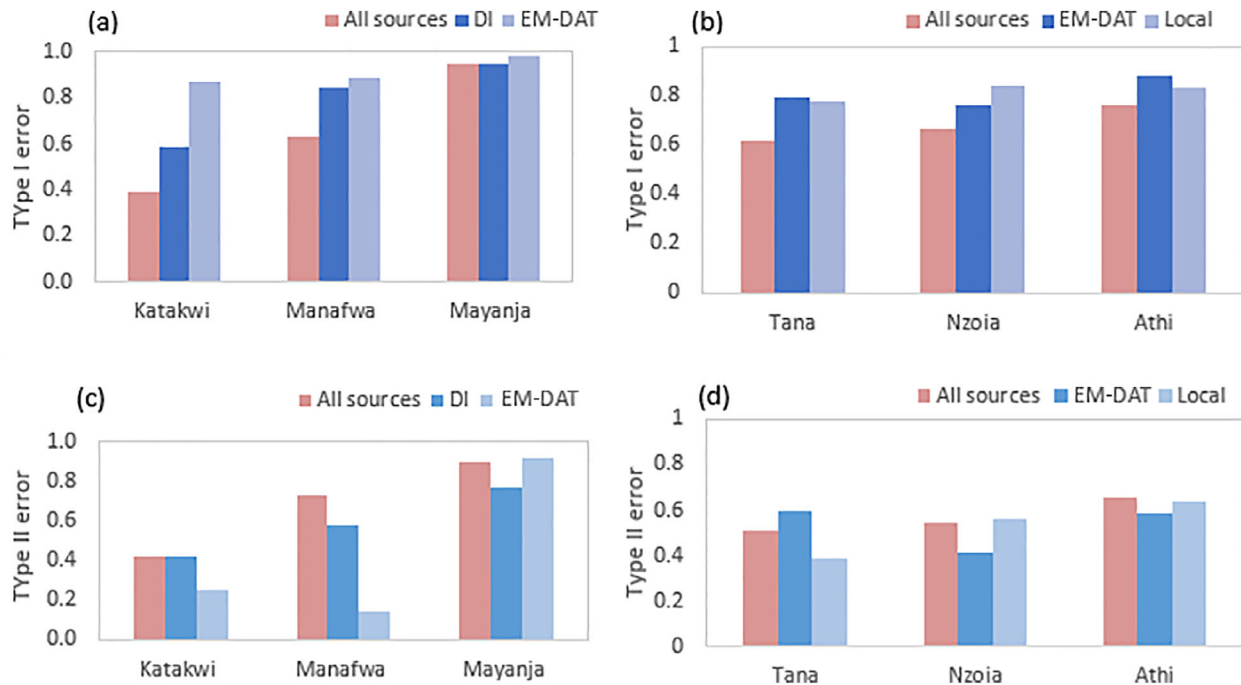 (a)
All sources DI EM-DAT
TYpe I error
1.0
0.8
0.6
0.4
0.2
0.0
Katakwi Manafwa Mayanja
(b)
All sources EM-DAT Local
Type I error
1
0.8
0.6
0.4
0.2
0
Tana Nzoia Athi
(c)
All sources DI EM-DAT
TYpe II error
1.0
0.8
0.6
0.4
0.2
0.0
Katakwi Manafwa Mayanja
(d)
All sources EM-DAT Local
Type II error
1
0.8
0.6
0.4
0.2
0
Tana Nzoia Athi